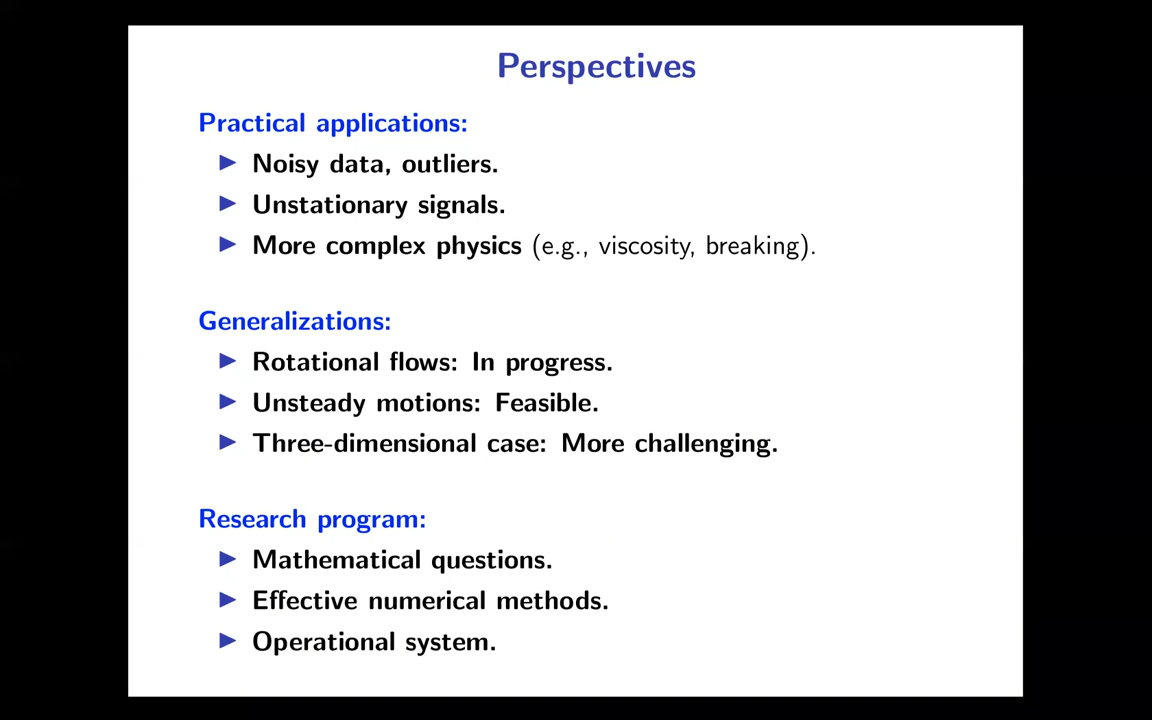 Perspectives
Practical applications:
Noisy data, outliers.
Unstationary signals.
More complex physics (e.g., viscosity, breaking).
Generalizations:
Rotational flows: In progress.
Unsteady motions: Feasible.
Three-dimensional case: More challenging.
Research program:
Mathematical questions.
Effective numerical methods.
Operational system.